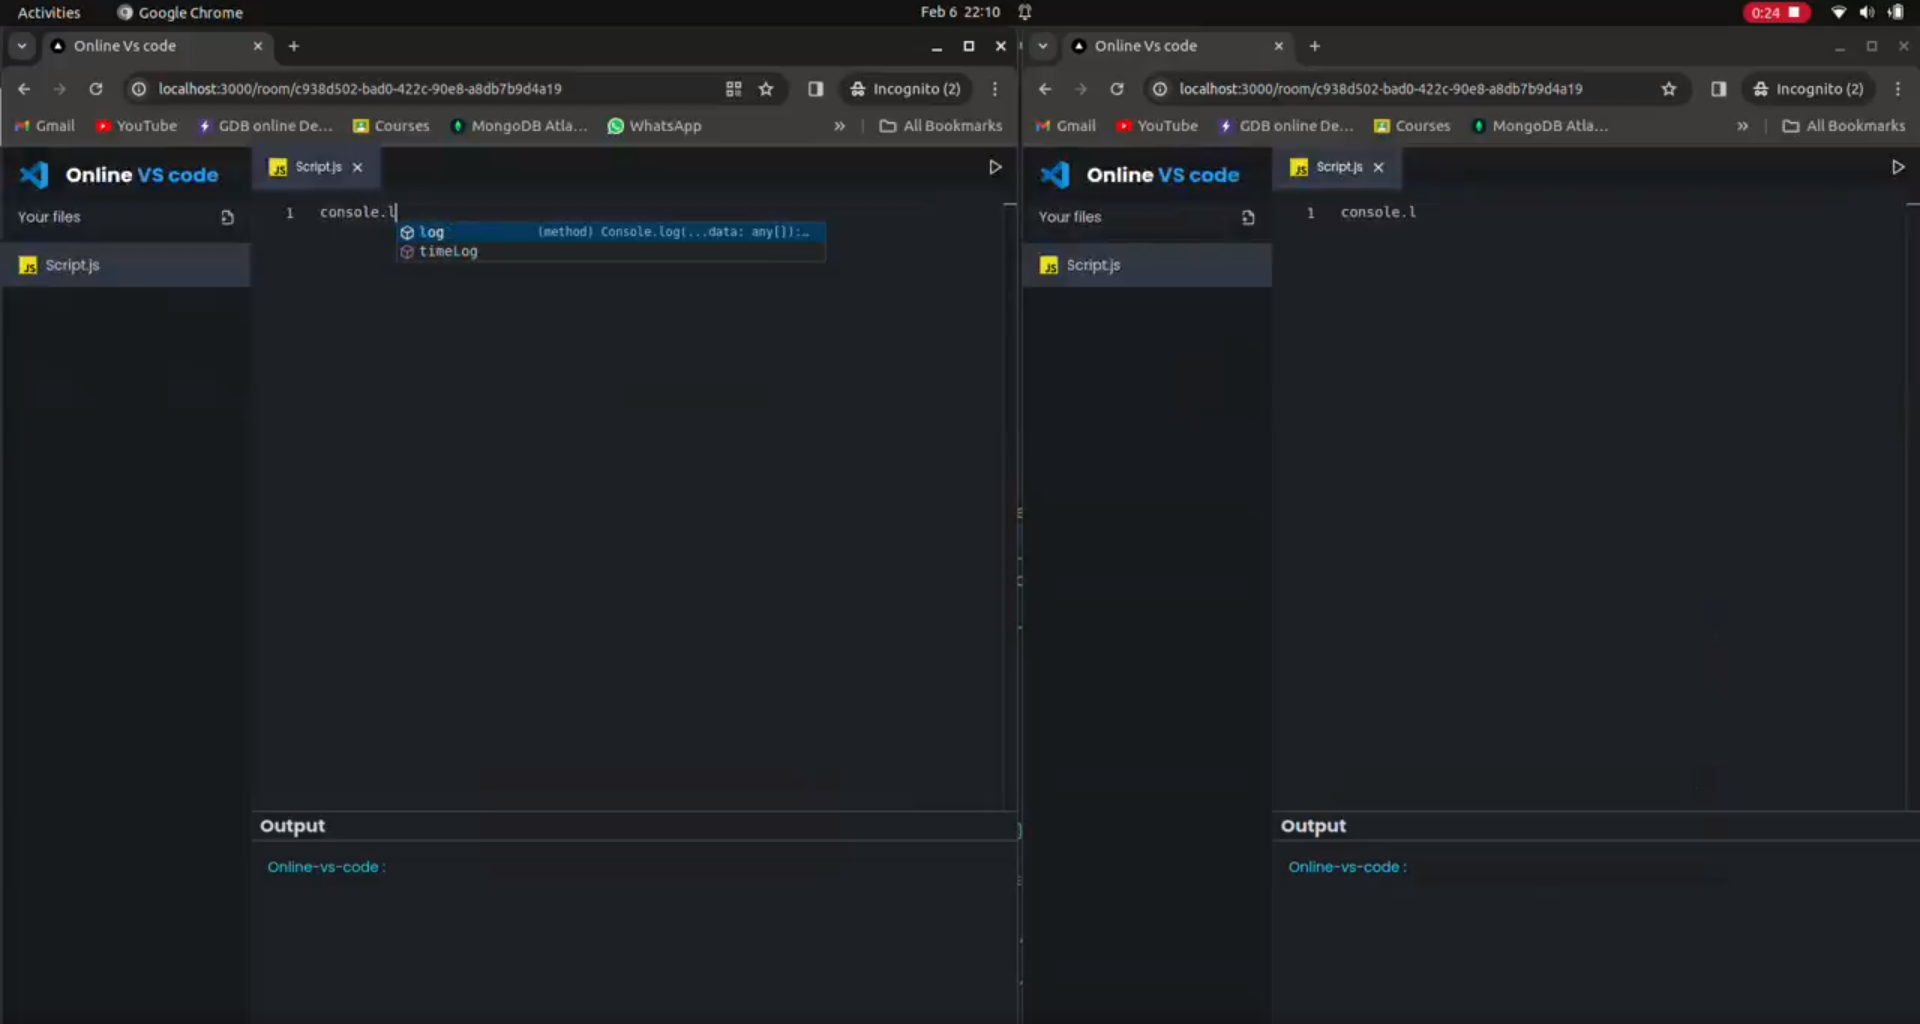 Activities Google Chrome Feb 6 22:10 0:24
Online Vs code
localhost:3000/room/c938d502-bad0-422c-90e8-a8db7b9d4a19 Incognito (2)
Gmail YouTube GDB online De... Courses MongoDB Atla... WhatsApp » All Bookmarks
Online VS code
Your files
JS Script.js
JS Script.js
1 console.l
log (method) Console.log(...data: any[]):…
timeLog
Output
Online-vs-code :
Online Vs code
localhost:3000/room/c938d502-bad0-422c-90e8-a8db7b9d4a19 Incognito (2)
Gmail YouTube GDB online De... Courses MongoDB Atla... » All Bookmarks
Online VS code
Your files
JS Script.js
JS Script.js
1 console.l
Output
Online-vs-code :